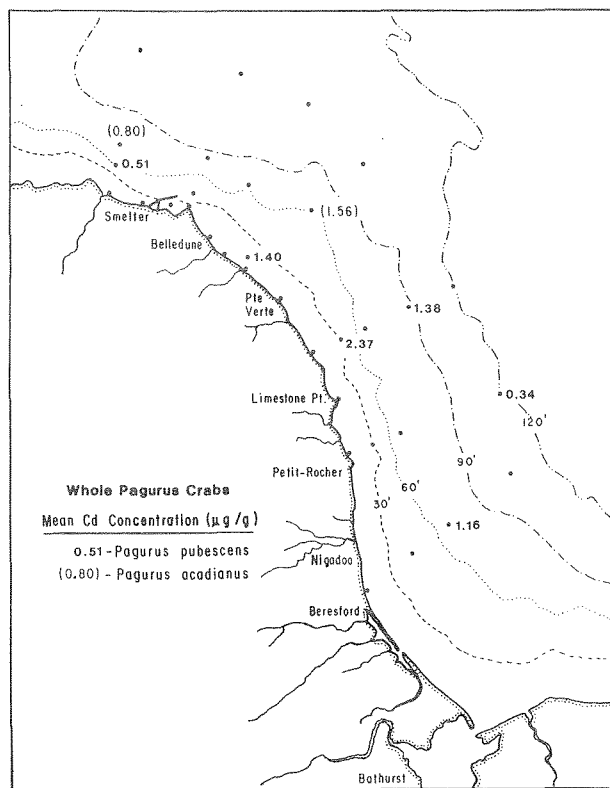 (0.80)
0.51
Smelter
(1.56)
Belledune
1.40
Pte
Verte
1.38
2.37
Limestone Pt.
0.34
120'
Petit-Rocher
90'
60'
30'
Whole Pagurus Crabs
Mean Cd Concentration (µg/g)
0.51 - Pagurus pubescens
(0.80) - Pagurus acadianus
1.16
Nigadoo
Beresford
Bathurst